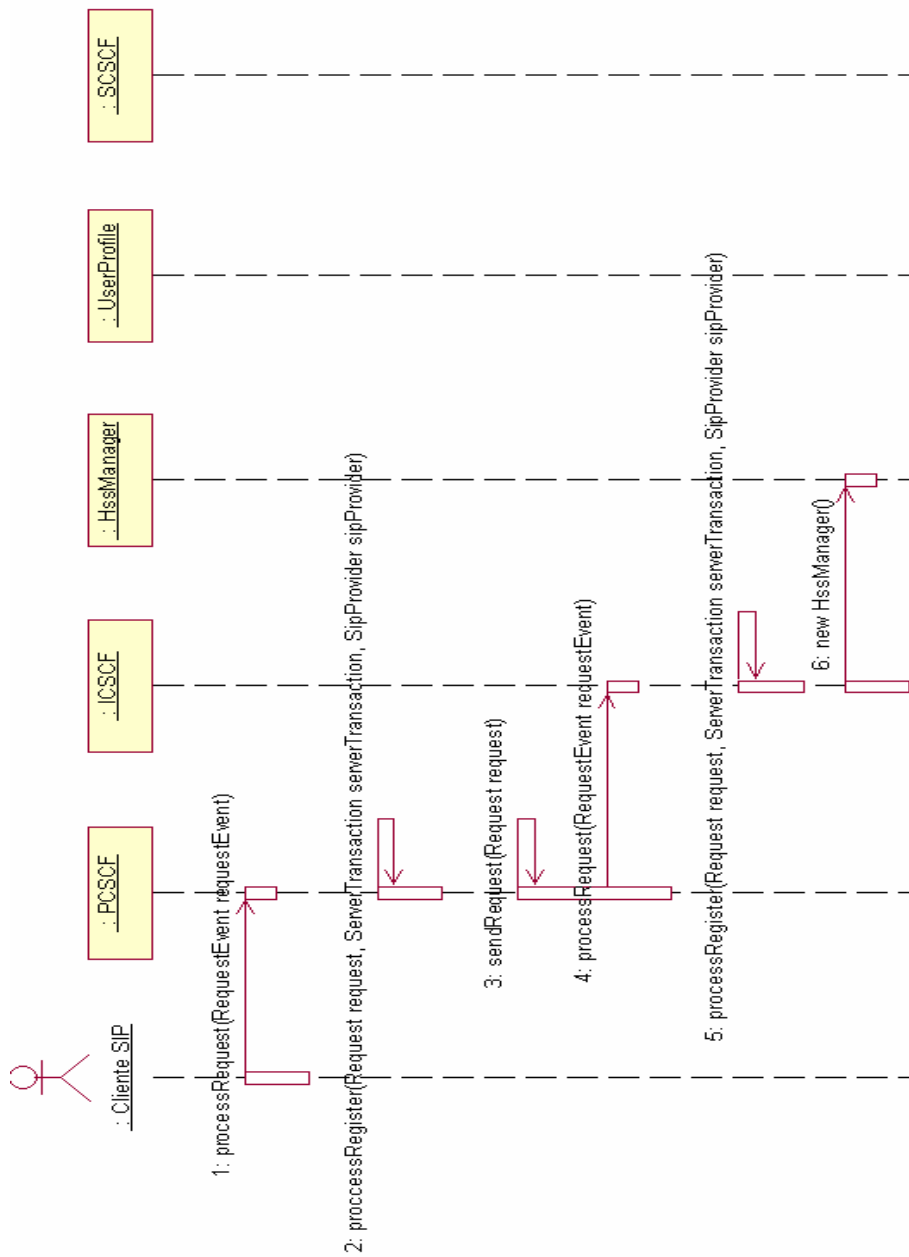 : Cliente SIP
: PCSCF
: ICSCF
: HssManager
: UserProfile
: SCSCF
1: processRequest(RequestEvent requestEvent)
2: proccessRegister(Request request, ServerTransaction serverTransaction, SipProvider sipProvider)
3: sendRequest(Request request)
4: processRequest(RequestEvent requestEvent)
5: processRegister(Request request, ServerTransaction serverTransaction, SipProvider sipProvider)
6: new HssManager()